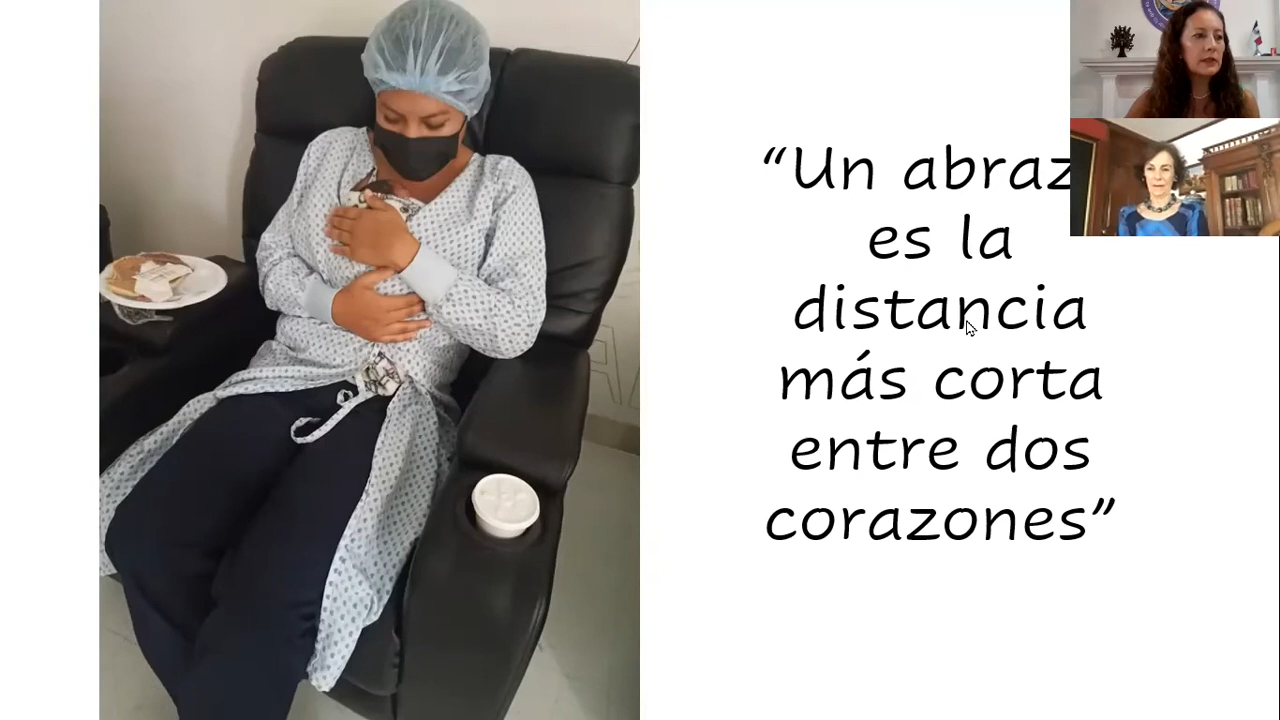 “Un abraz
es la
distancia
más corta
entre dos
corazones”